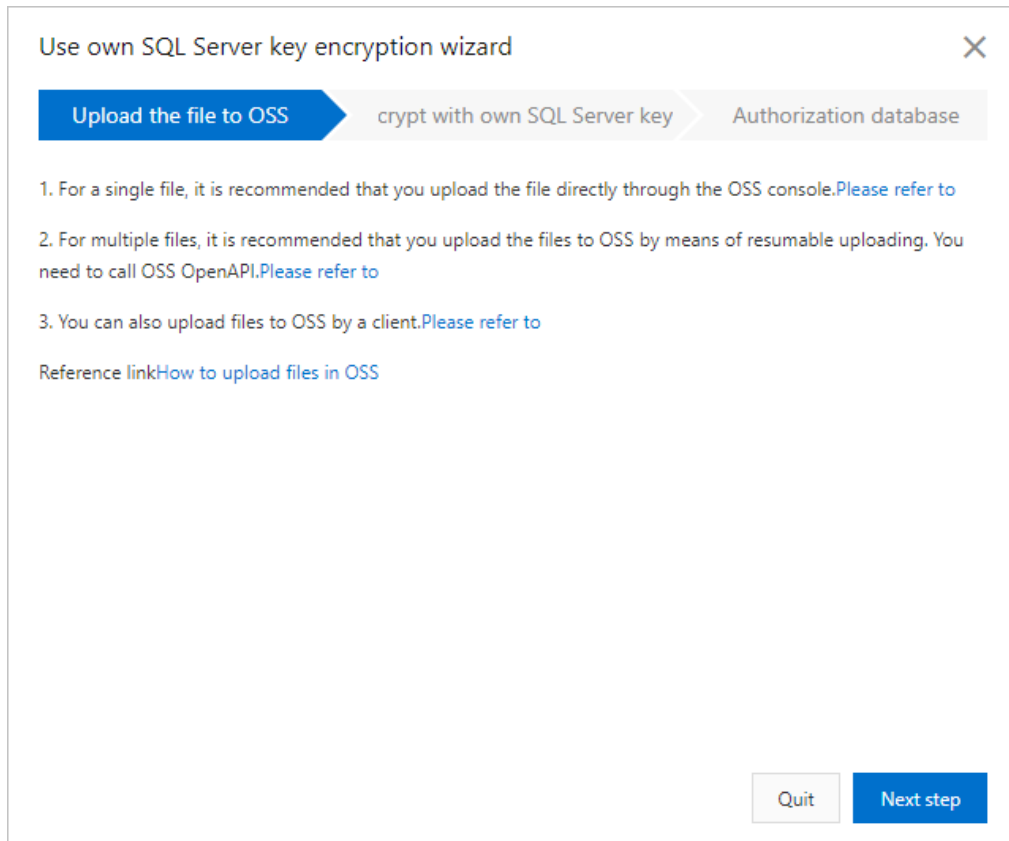 Use own SQL Server key encryption wizard
Upload the file to OSS
crypt with own SQL Server key
Authorization database
1. For a single file, it is recommended that you upload the file directly through the OSS console.Please refer to
2. For multiple files, it is recommended that you upload the files to OSS by means of resumable uploading. You
need to call OSS OpenAPI.Please refer to
3. You can also upload files to OSS by a client.Please refer to
Reference linkHow to upload files in OSS
Quit
Next step